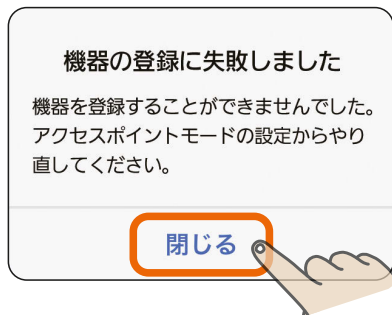 機器の登録に失敗しました
機器を登録することができませんでした。
アクセスポイントモードの設定からやり
直してください。
閉じる